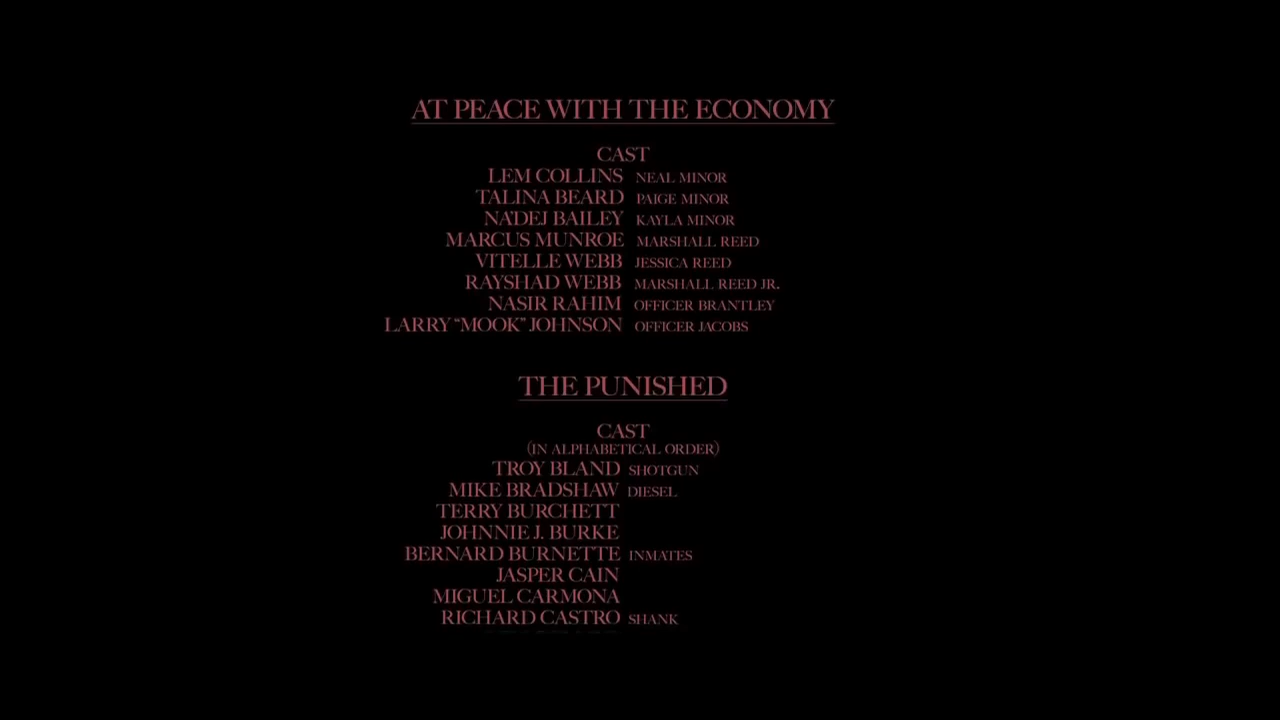 AT PEACE WITH THE ECONOMY
CAST
LEM COLLINS NEAL MINOR
TALINA BEARD PAIGE MINOR
NA'DEJ BAILEY KAYLA MINOR
MARCUS MUNROE MARSHALL REED
VITELLE WEBB JESSICA REED
RAYSHAD WEBB MARSHALL REED JR.
NASIR RAHIM OFFICER BRANTLEY
LARRY “MOOK” JOHNSON OFFICER JACOBS
THE PUNISHED
CAST
(IN ALPHABETICAL ORDER)
TROY BLAND SHOTGUN
MIKE BRADSHAW DIESEL
TERRY BURCHETT
JOHNNIE J. BURKE
BERNARD BURNETTE INMATES
JASPER CAIN
MIGUEL CARMONA
RICHARD CASTRO SHANK